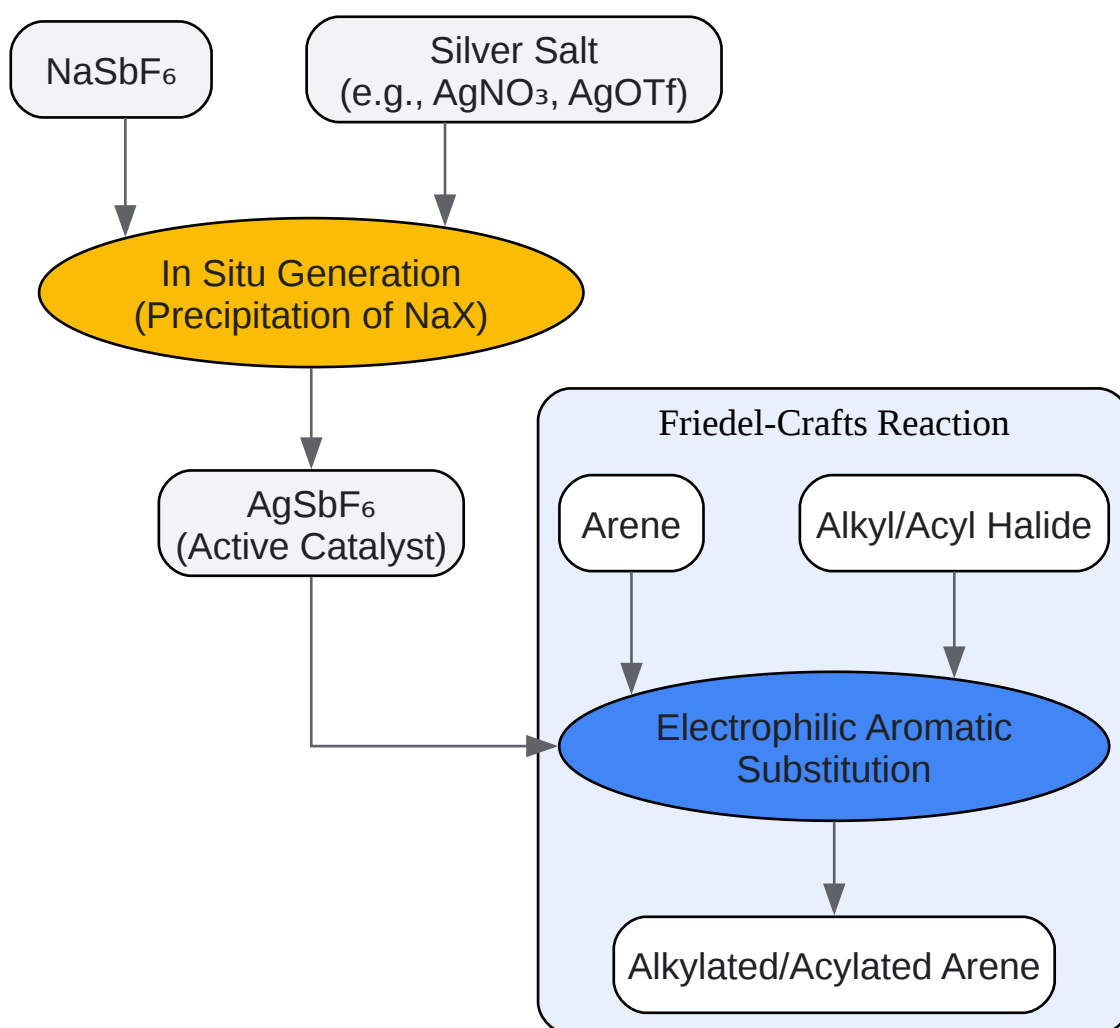 NaSbF₆
Silver Salt
(e.g., AgNO₃, AgOTf)
In Situ Generation
(Precipitation of NaX)
AgSbF₆
(Active Catalyst)
Friedel-Crafts Reaction
Arene
Alkyl/Acyl Halide
Electrophilic Aromatic
Substitution
Alkylated/Acylated Arene